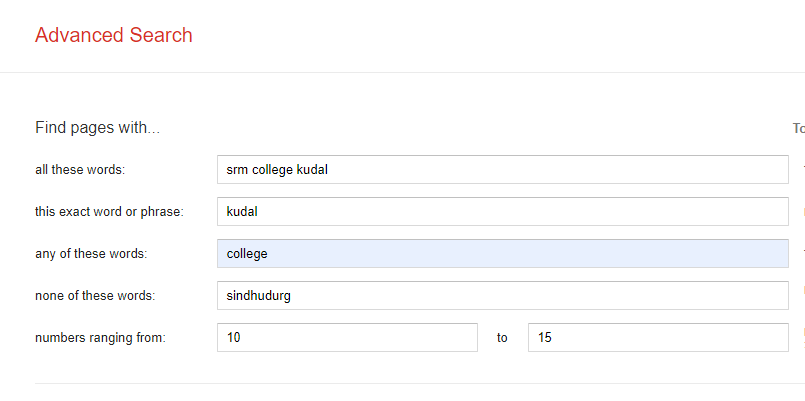 Advanced Search
Find pages with...
To
all these words: srm college kudal
this exact word or phrase: kudal
any of these words: college
none of these words: sindhudurg
numbers ranging from: 10 to 15